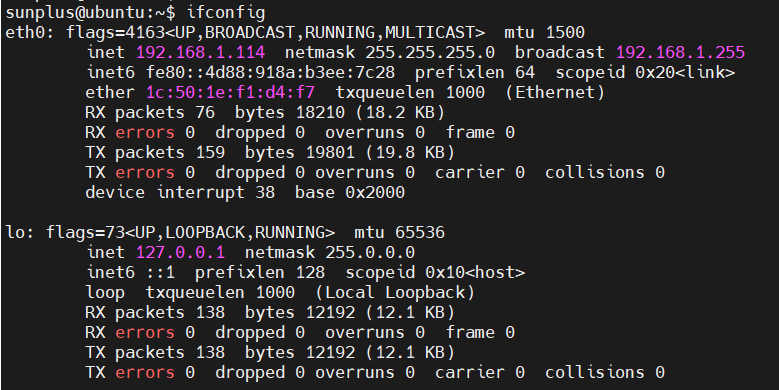 sunplus@ubuntu:~$ ifconfig
eth0: flags=4163<UP,BROADCAST,RUNNING,MULTICAST>  mtu 1500
        inet 192.168.1.114  netmask 255.255.255.0  broadcast 192.168.1.255
        inet6 fe80::4d88:918a:b3ee:7c28  prefixlen 64  scopeid 0x20<link>
        ether 1c:50:1e:f1:d4:f7  txqueuelen 1000  (Ethernet)
        RX packets 76  bytes 18210 (18.2 KB)
        RX errors 0  dropped 0  overruns 0  frame 0
        TX packets 159  bytes 19801 (19.8 KB)
        TX errors 0  dropped 0 overruns 0  carrier 0  collisions 0
        device interrupt 38  base 0x2000

lo: flags=73<UP,LOOPBACK,RUNNING>  mtu 65536
        inet 127.0.0.1  netmask 255.0.0.0
        inet6 ::1  prefixlen 128  scopeid 0x10<host>
        loop  txqueuelen 1000  (Local Loopback)
        RX packets 138  bytes 12192 (12.1 KB)
        RX errors 0  dropped 0  overruns 0  frame 0
        TX packets 138  bytes 12192 (12.1 KB)
        TX errors 0  dropped 0 overruns 0  carrier 0  collisions 0